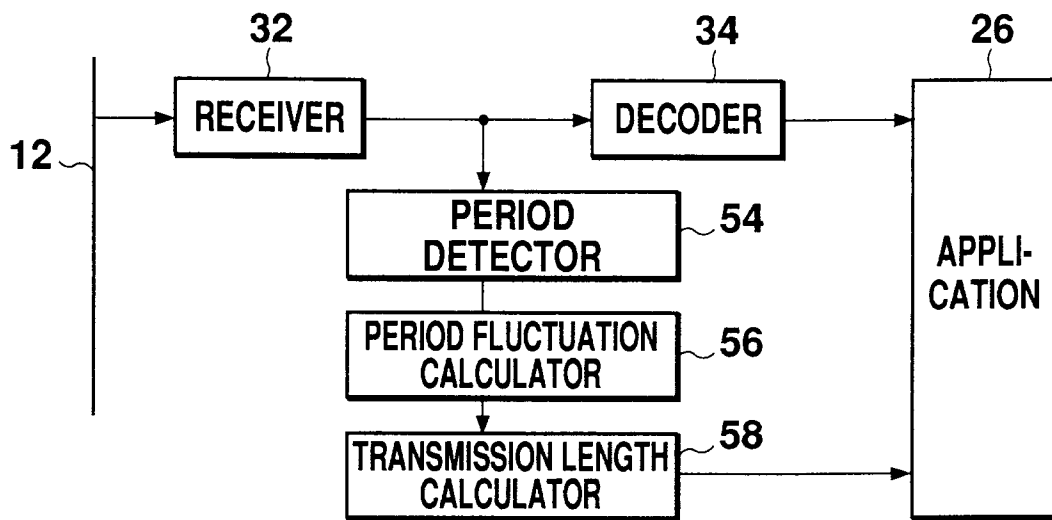 32
34
26
RECEIVER
DECODER
12
PERIOD
DETECTOR
54
APPLI-
CATION
PERIOD FLUCTUATION
CALCULATOR
56
TRANSMISSION LENGTH
CALCULATOR
58